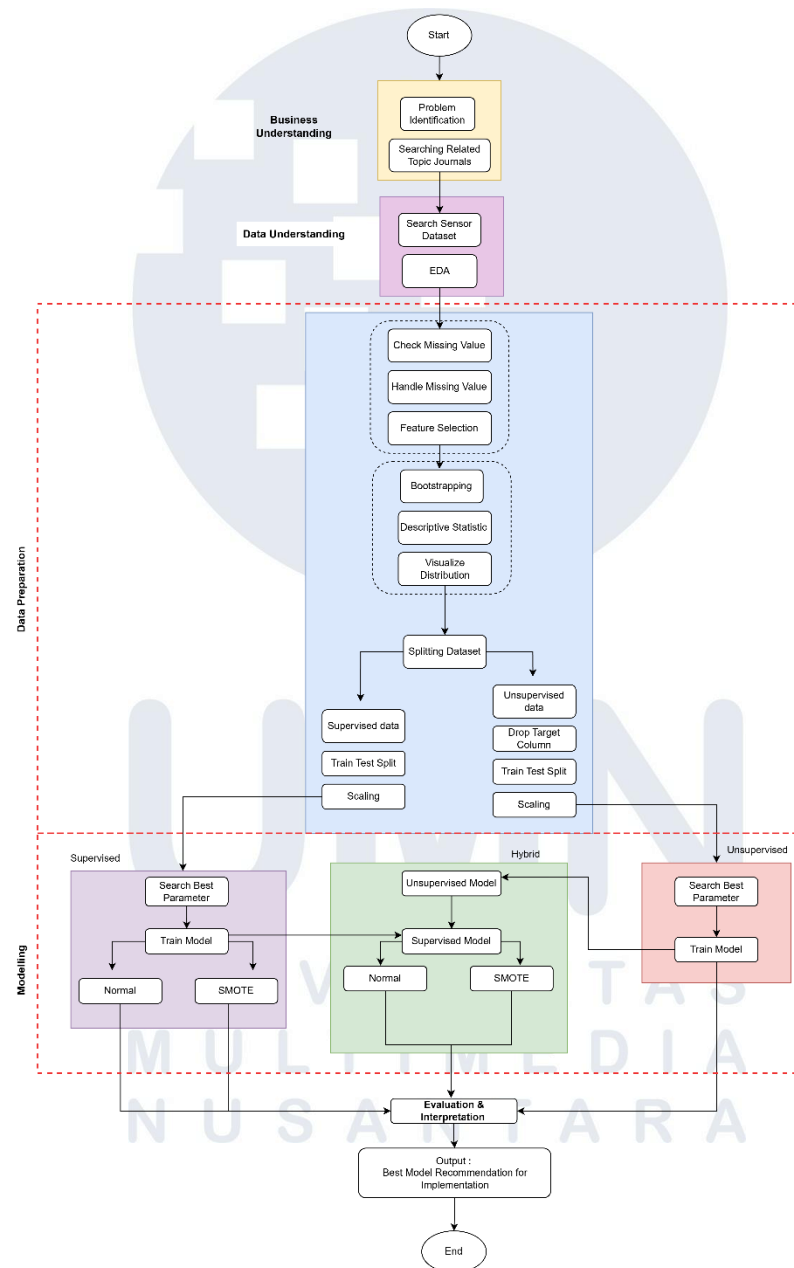 Start
Business
Understanding
Problem
Identification
Searching Related
Topic Journals
Data Understanding
Search Sensor
Dataset
EDA
Data Preparation
Check Missing Value
Handle Missing Value
Feature Selection
Bootstrapping
Descriptive Statistic
Visualize
Distribution
Splitting Dataset
Supervised data
Train Test Split
Scaling
Unsupervised
data
Drop Target
Column
Train Test Split
Scaling
Modelling
Supervised
Search Best
Parameter
Train Model
Normal
SMOTE
Hybrid
Unsupervised Model
Supervised Model
Normal
SMOTE
Unsupervised
Search Best
Parameter
Train Model
Evaluation &
Interpretation
Output :
Best Model Recommendation for
Implementation
End
UMN
UNIVERSITAS
MULTIMEDIA
NUSANTARA